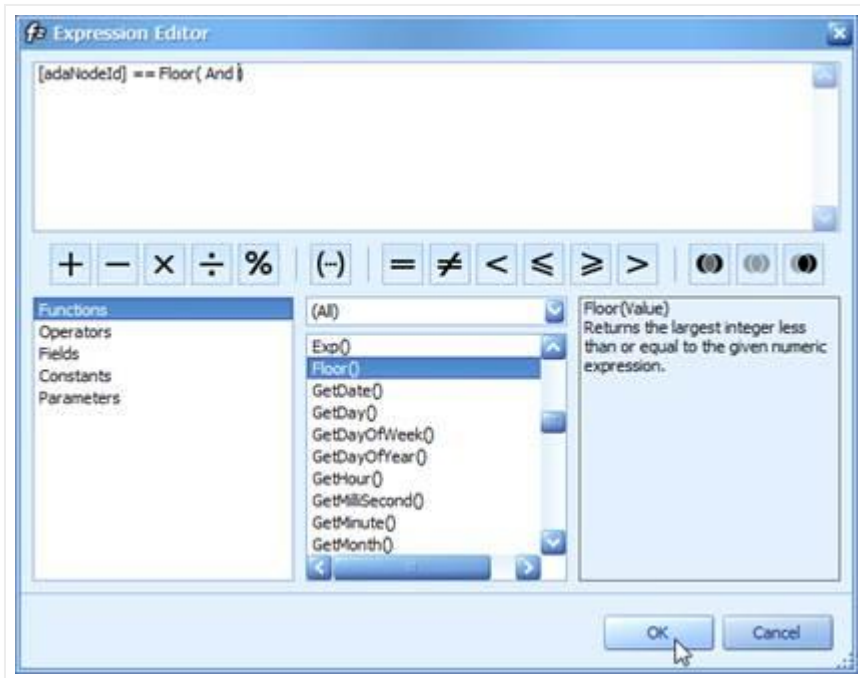 Expression Editor
[adaNodeId] == Floor( And )
+ − × ÷ % (···) = ≠ < ≤ ≥ >
Functions
Operators
Fields
Constants
Parameters
(All)
Exp()
Floor()
GetDate()
GetDay()
GetDayOfWeek()
GetDayOfYear()
GetHour()
GetMilliSecond()
GetMinute()
GetMonth()
Floor(Value)
Returns the largest integer less
than or equal to the given numeric
expression.
OK Cancel